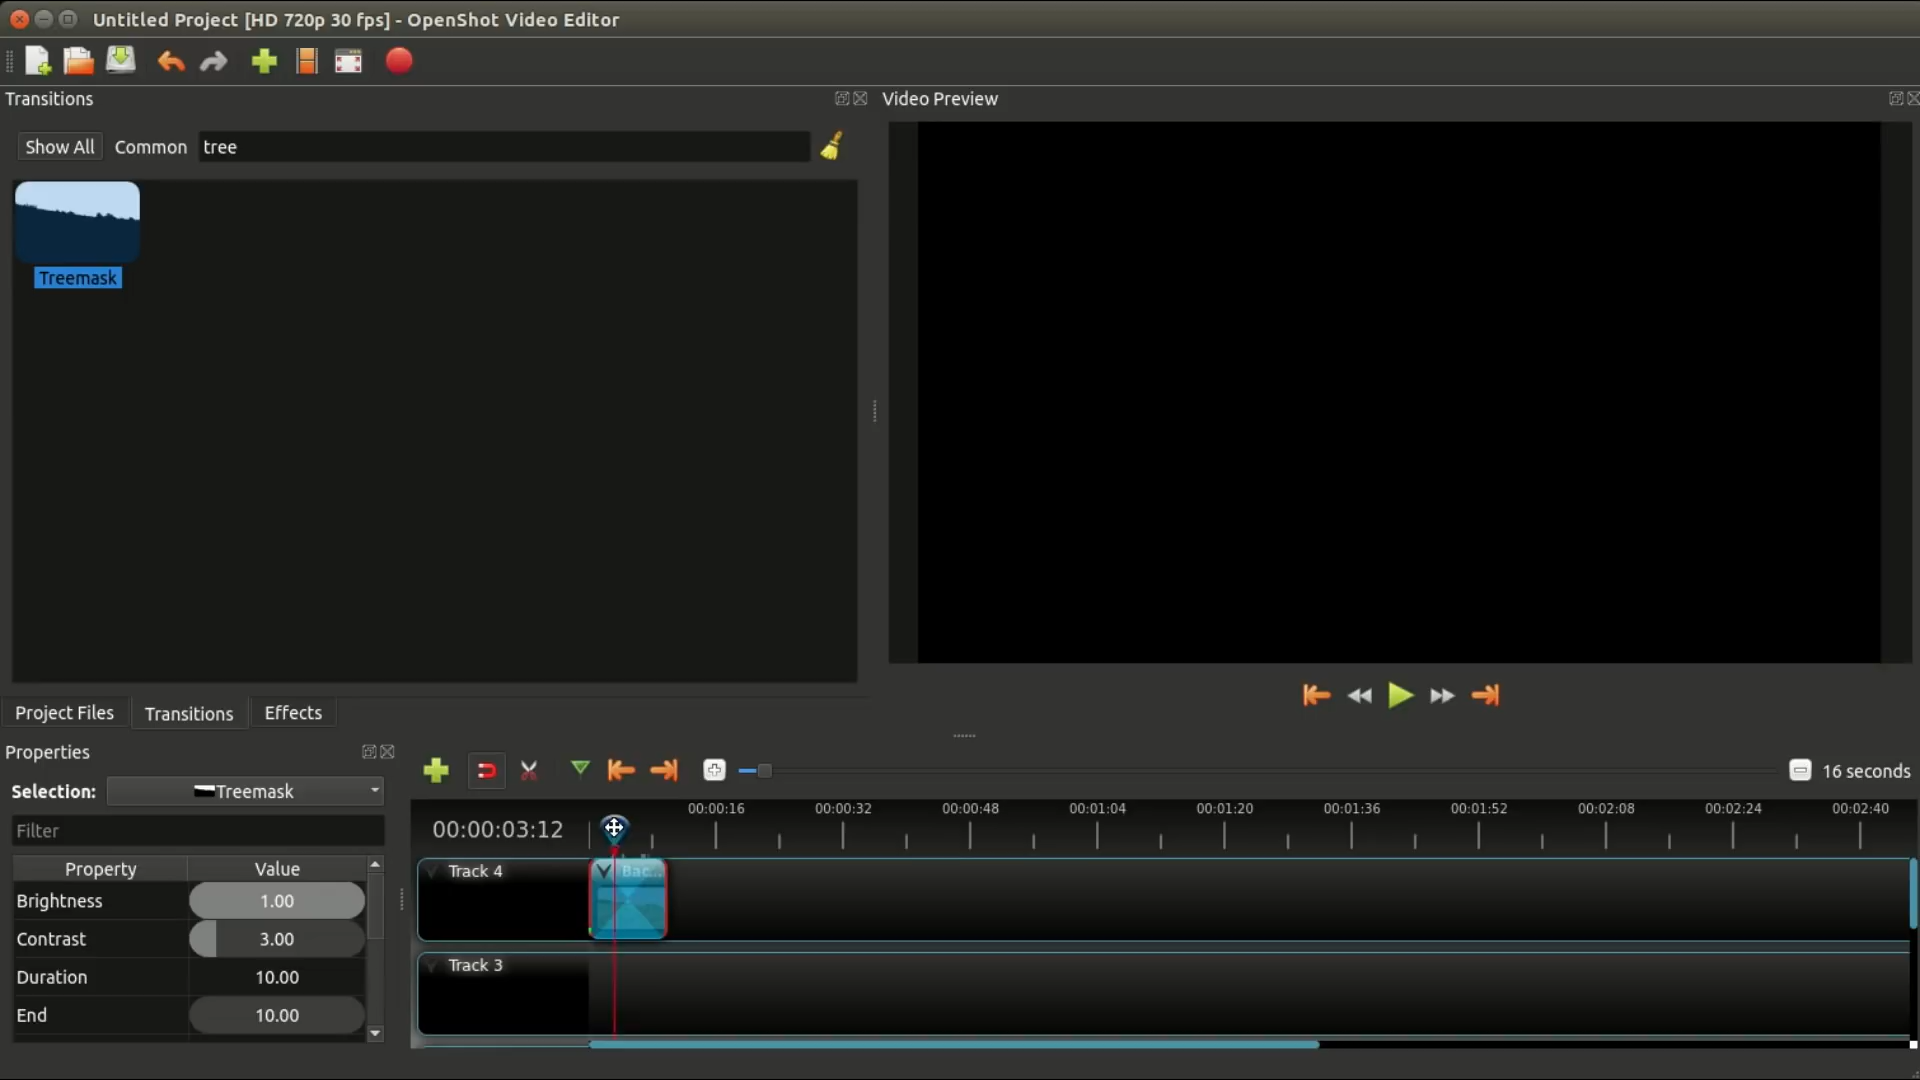 Untitled Project [HD 720p 30 fps] - OpenShot Video Editor
Transitions
Video Preview
Show All
Common
tree
Treemask
Project Files
Transitions
Effects
Properties
Selection:
Treemask
Filter
Property
Value
Brightness
1.00
Contrast
3.00
Duration
10.00
End
10.00
16 seconds
00:00:03:12
00:00:16
00:00:32
00:00:48
00:01:04
00:01:20
00:01:36
00:01:52
00:02:08
00:02:24
00:02:40
Track 4
Bac...
Track 3